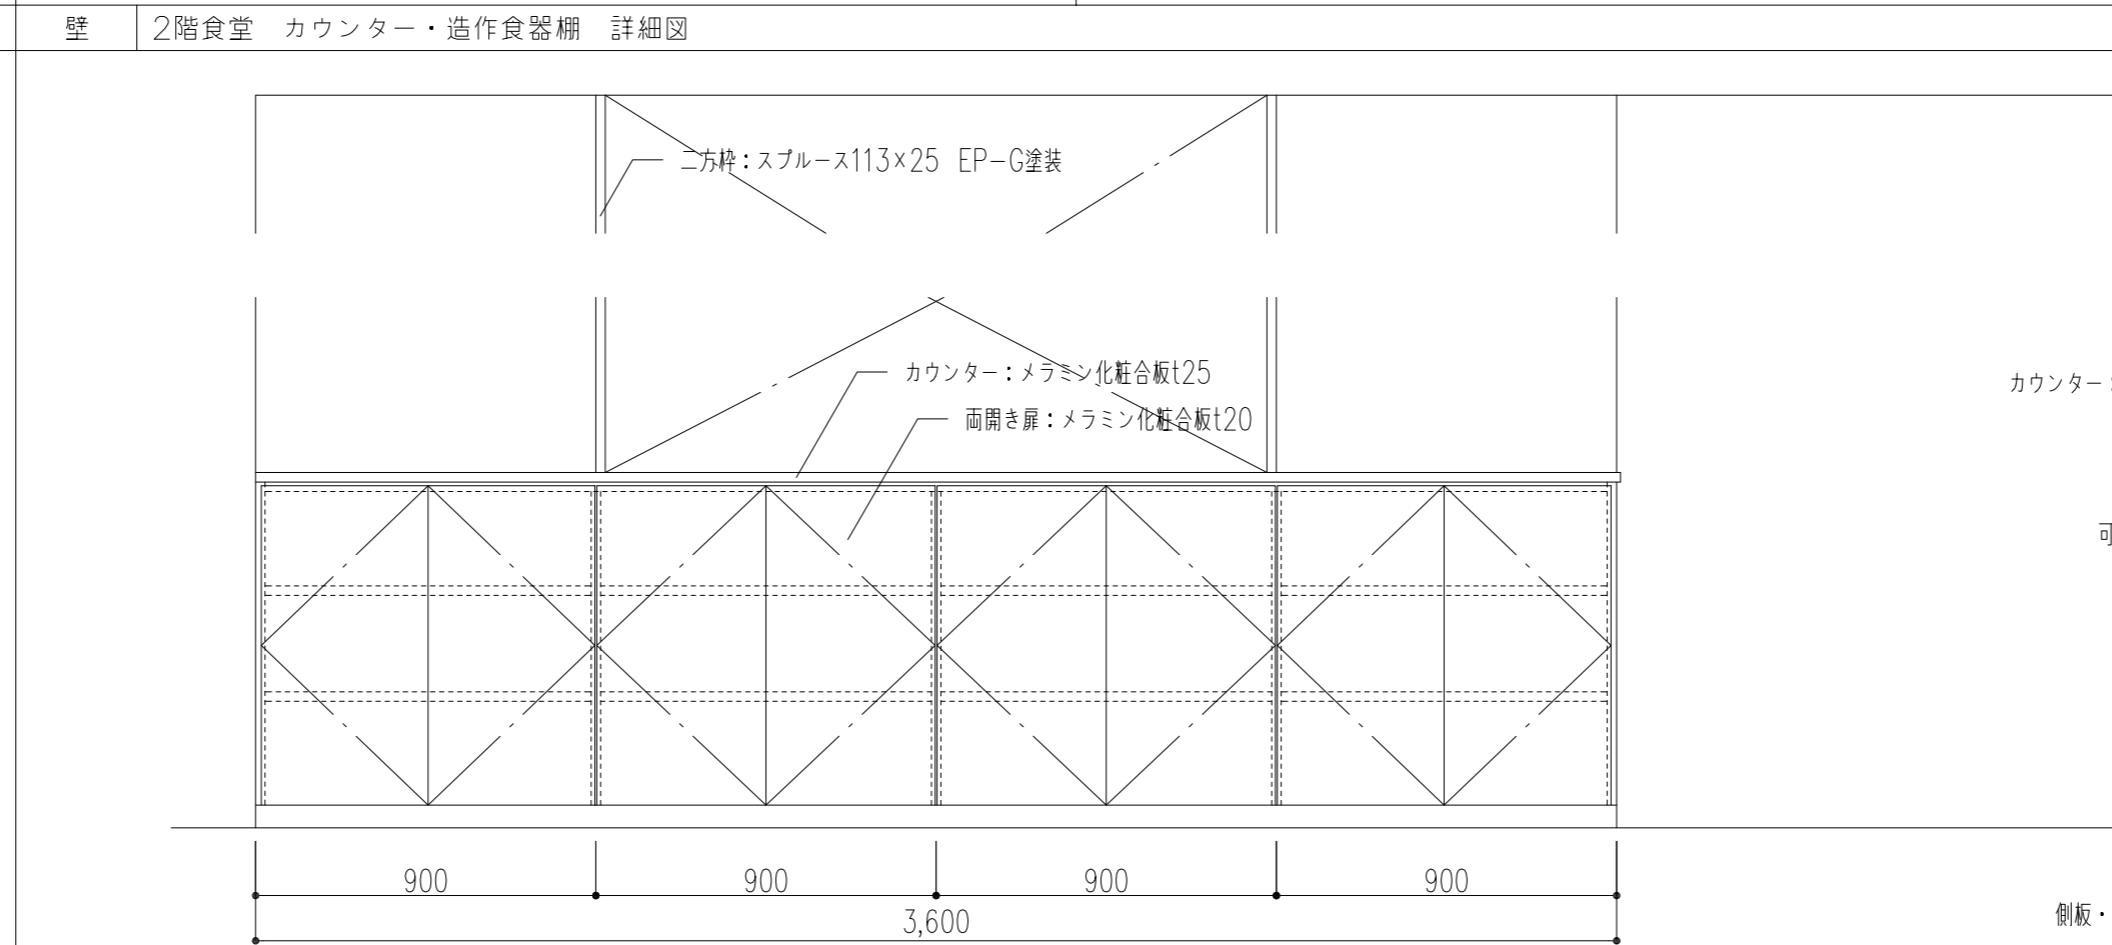 壁 2階食堂 カウンター・造作食器棚 詳細図
二方枠：スプルース113×25 EP−G塗装
カウンター：メラミン化粧合板t25
カウンター：
両開き扉：メラミン化粧合板t20
900 900 900 900
側板・
3,600